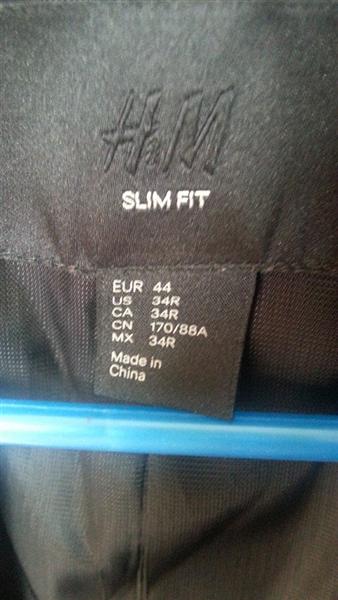 H&M
SLIM FIT
EUR 44
US 34R
CA 34R
CN 170/88A
MX 34R
Made in
China